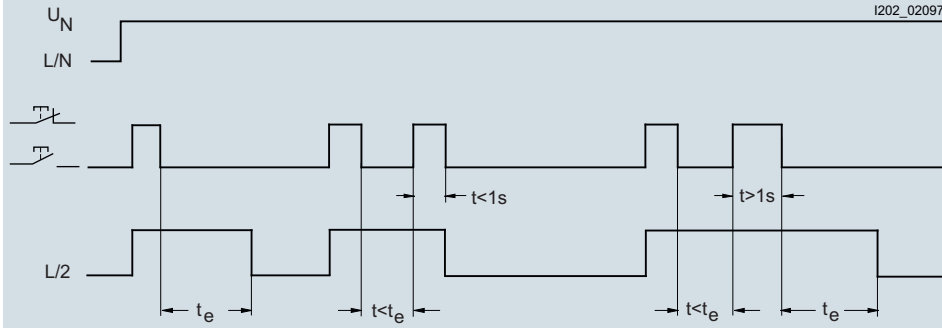 U_N
I202_02097
L/N
t<1s
t>1s
L/2
t_e
t<t_e
t<t_e
t_e